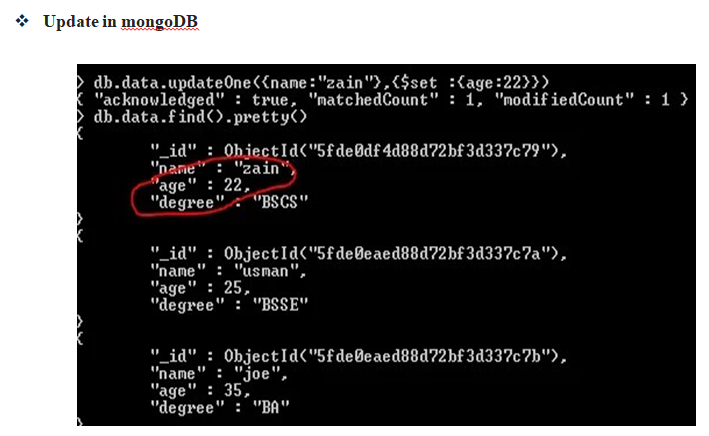 ❖ Update in mongoDB
> db.data.updateOne({name:"zain"},{$set :{age:22}})
{ "acknowledged" : true, "matchedCount" : 1, "modifiedCount" : 1 }
> db.data.find().pretty()
{
"_id" : ObjectId("5fde0df4d88d72bf3d337c79"),
"name" : "zain",
"age" : 22,
"degree" : "BSCS"
}
{
"_id" : ObjectId("5fde0eaed88d72bf3d337c7a"),
"name" : "usman",
"age" : 25,
"degree" : "BSSE"
}
{
"_id" : ObjectId("5fde0eaed88d72bf3d337c7b"),
"name" : "joe",
"age" : 35,
"degree" : "BA"
}